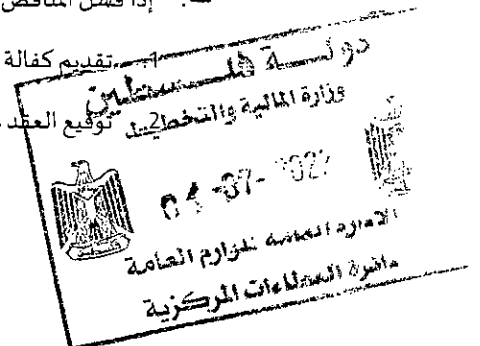 إذا فشل المناقص
1. تقديم كفالة
2. توقيع العقد
دولة فلسطين
وزارة المالية والتخطيط
الادارة العامة للوازم العامة
دائرة العطاءات المركزية